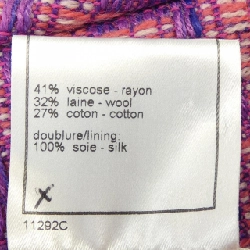 41% viscose - rayon
32% laine - wool
27% coton - cotton
doublure/lining:
100% soie - silk
X
11292C